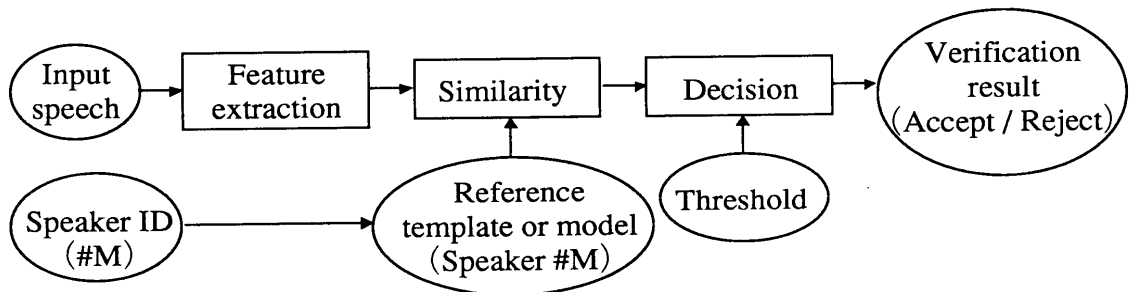 Input
speech
Feature
extraction
Similarity
Decision
Verification
result
(Accept / Reject)
Speaker ID
(#M)
Reference
template or model
(Speaker #M)
Threshold